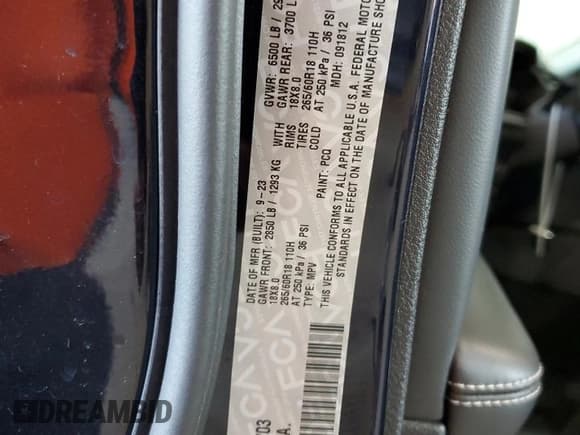 DATE OF MFR (BUILT): 9-23
GVWR: 6500 LB / 29
GAWR FRONT: 2850 LB / 1293 KG WITH
GAWR REAR: 3700 L
18X8.0 RIMS 18X8.0
265/60R18 110H TIRES 265/60R18 110H
AT 250 kPa / 36 PSI COLD AT 250 kPa / 36 PSI
TYPE: MPV PAINT: PCQ MDH: 091812
THIS VEHICLE CONFORMS TO ALL APPLICABLE U.S.A. FEDERAL MOTOR
STANDARDS IN EFFECT ON THE DATE OF MANUFACTURE SHO
703
A.
DREAMBID